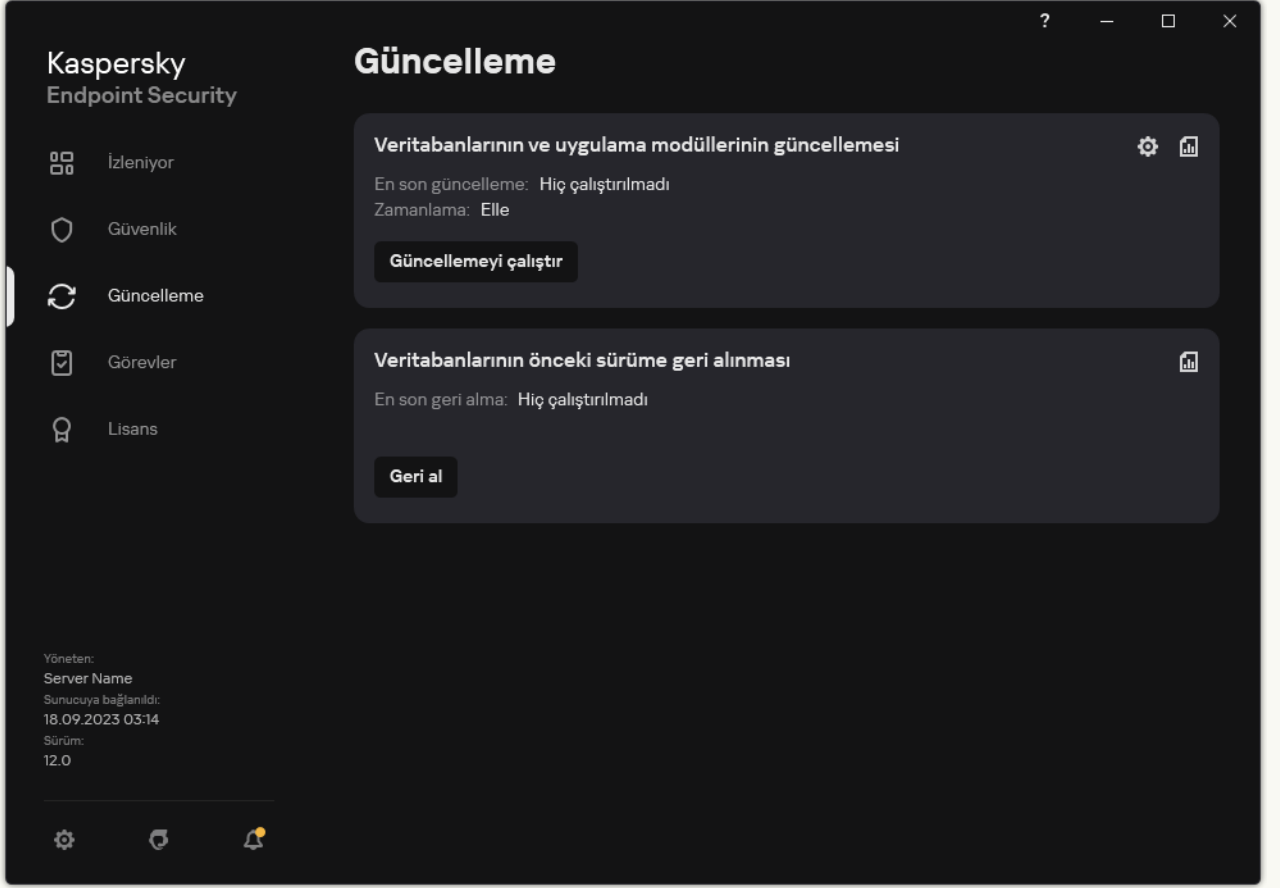 ?
Kaspersky
Endpoint Security
İzleniyor
Güvenlik
Güncelleme
Görevler
Lisans
Yöneten:
Server Name
Sunucuya bağlanıldı:
18.09.2023 03:14
Sürüm:
12.0
Güncelleme
Veritabanlarının ve uygulama modüllerinin güncellemesi
En son güncelleme: Hiç çalıştırılmadı
Zamanlama: Elle
Güncellemeyi çalıştır
Veritabanlarının önceki sürüme geri alınması
En son geri alma: Hiç çalıştırılmadı
Geri al